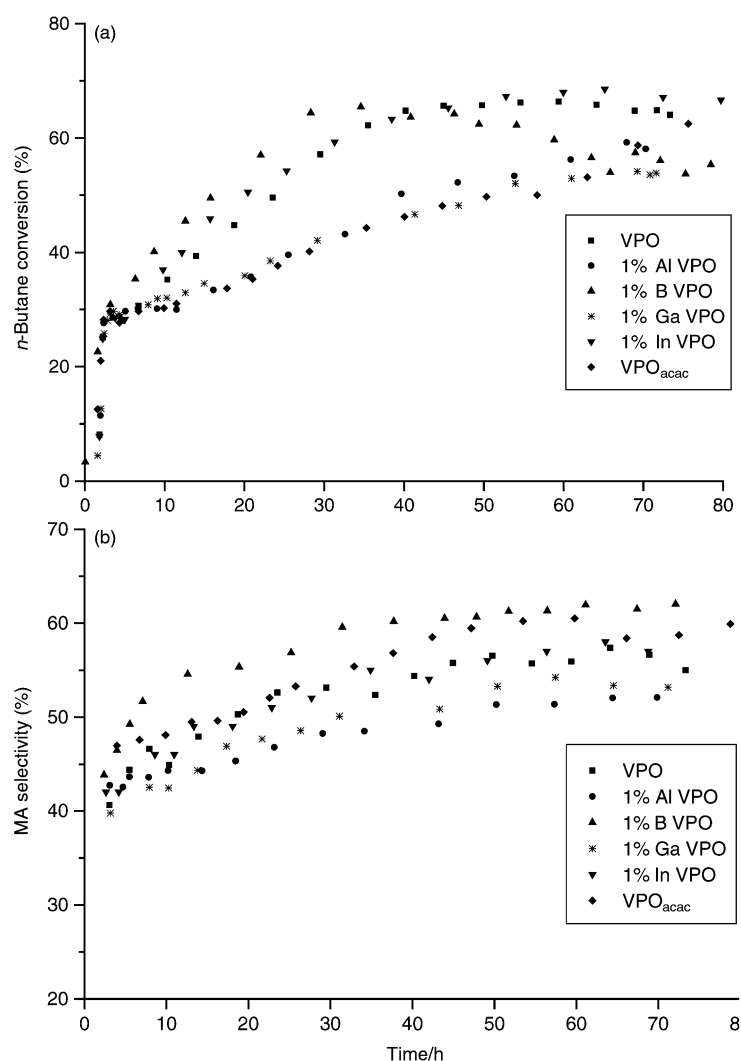 (a)
n-Butane conversion (%)
80
60
40
20
0
0 10 20 30 40 50 60 70 80
VPO
1% Al VPO
1% B VPO
1% Ga VPO
1% In VPO
VPOacac
(b)
MA selectivity (%)
70
60
50
40
30
20
0 10 20 30 40 50 60 70 8
VPO
1% Al VPO
1% B VPO
1% Ga VPO
1% In VPO
VPOacac
Time/h